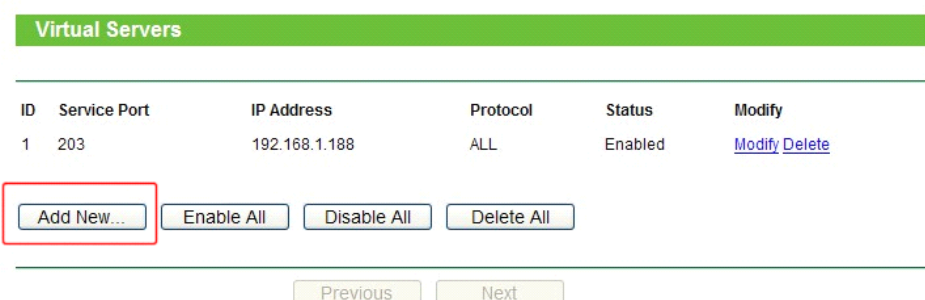 Virtual Servers
ID Service Port IP Address Protocol Status Modify
1 203 192.168.1.188 ALL Enabled Modify Delete
Add New... Enable All Disable All Delete All
Previous Next